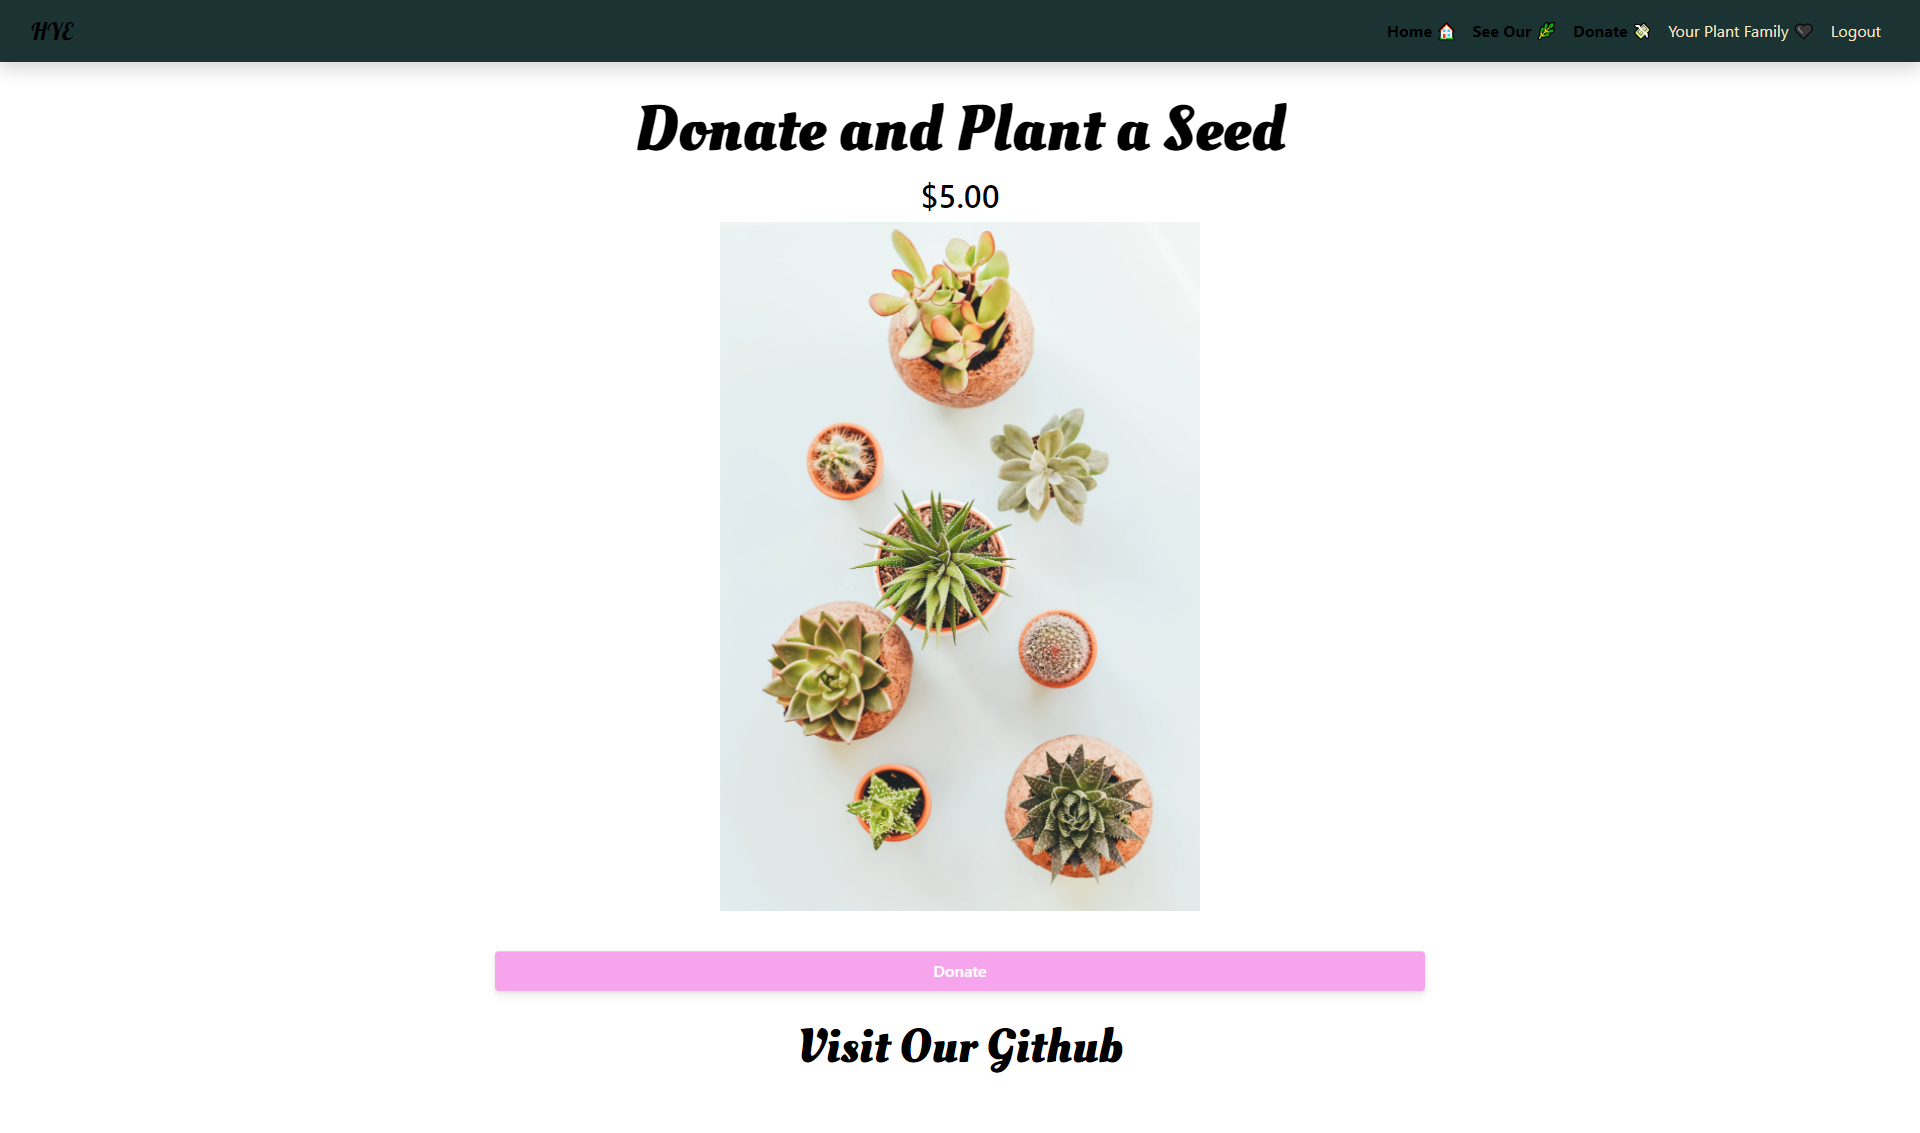 HYE
Home 🏠 See Our 🌿 Donate 💸 Your Plant Family 🖤 Logout
Donate and Plant a Seed
$5.00
Donate
Visit Our Github